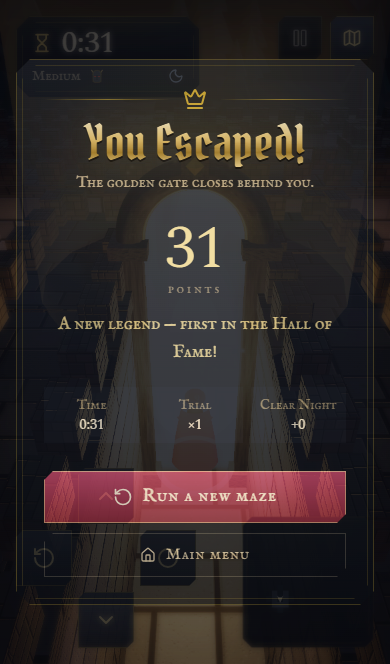 0:31
Medium
You Escaped!
The golden gate closes behind you.
31
POINTS
A new legend — first in the Hall of
Fame!
Time
Trial
Clear Night
0:31
×1
+0
Run a new maze
Main menu